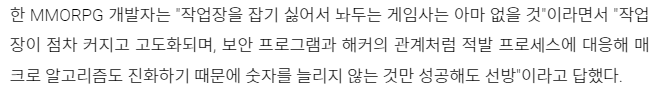 한 MMORPG 개발자는 "작업장을 잡기 싫어서 놔두는 게임사는 아마 없을 것"이라면서 "작업
장이 점차 커지고 고도화되며, 보안 프로그램과 해커의 관계처럼 적발 프로세스에 대응해 매
크로 알고리즘도 진화하기 때문에 숫자를 늘리지 않는 것만 성공해도 선방"이라고 답했다.